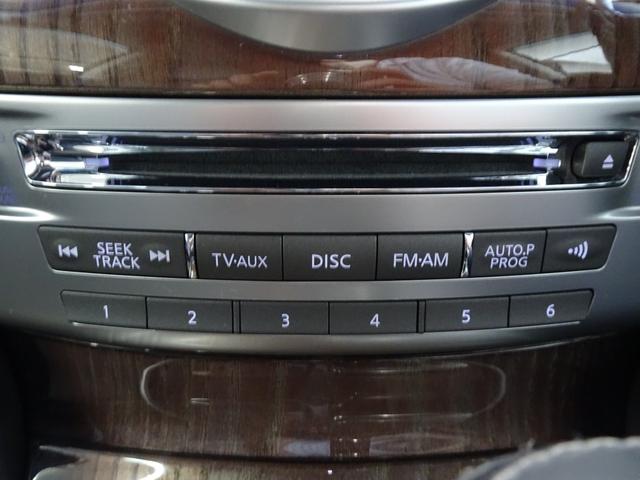 SEEK
TRACK
TV·AUX
DISC
FM·AM
AUTO.P
PROG
1
2
3
4
5
6